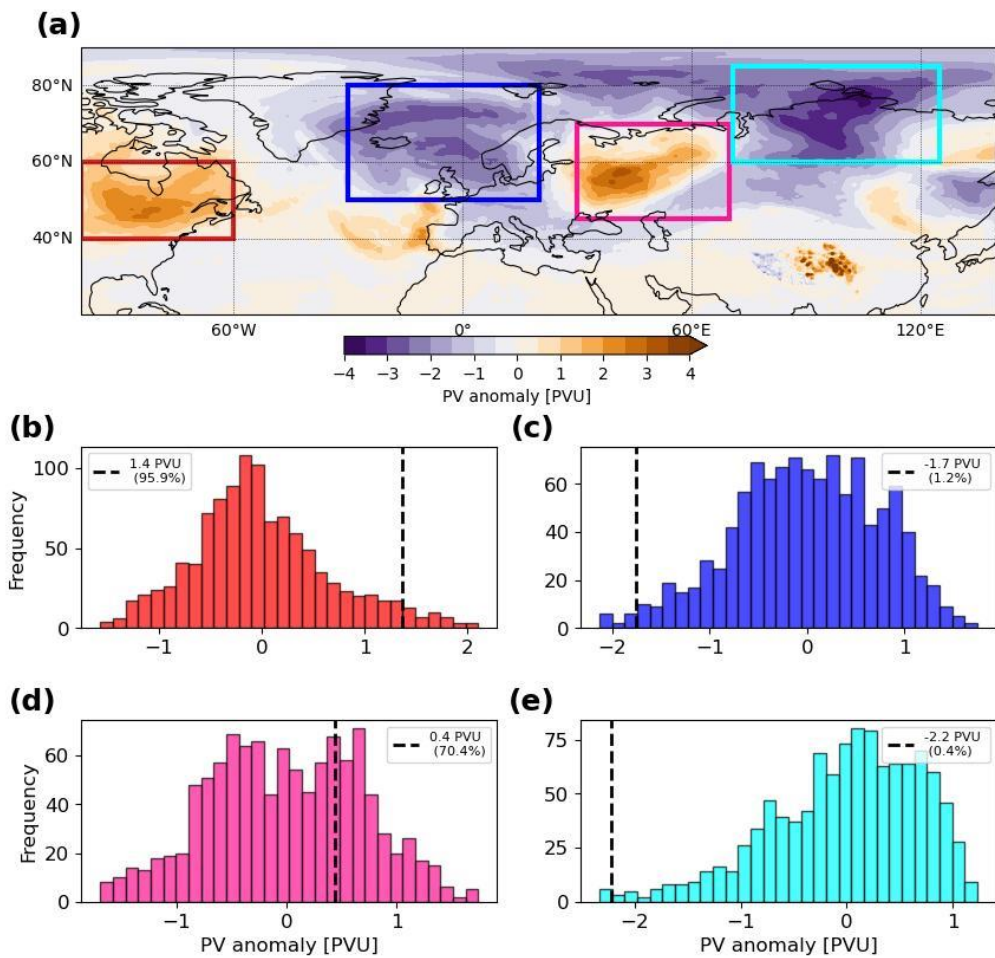 (a)
80°N
60°N
40°N
60°W 0° 60°E 120°E
−4 −3 −2 −1 0 1 2 3 4
PV anomaly [PVU]
(b)
1.4 PVU
(95.9%)
100
50
0
Frequency
−1 0 1 2
(c)
-1.7 PVU
(1.2%)
60
40
20
0
−2 −1 0 1
(d)
0.4 PVU
(70.4%)
60
40
20
0
Frequency
−1 0 1
PV anomaly [PVU]
(e)
-2.2 PVU
(0.4%)
75
50
25
0
−2 −1 0 1
PV anomaly [PVU]